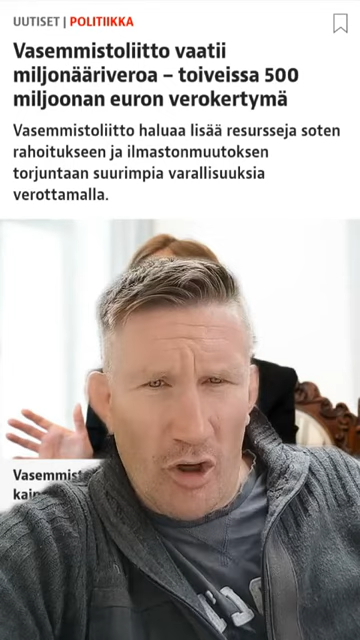 UUTISET | POLITIIKKA
Vasemmistoliitto vaatii
miljonääriveroa – toiveissa 500
miljoonan euron verokertymä
Vasemmistoliitto haluaa lisää resursseja soten
rahoitukseen ja ilmastonmuutoksen
torjuntaan suurimpia varallisuuksia
verottamalla.